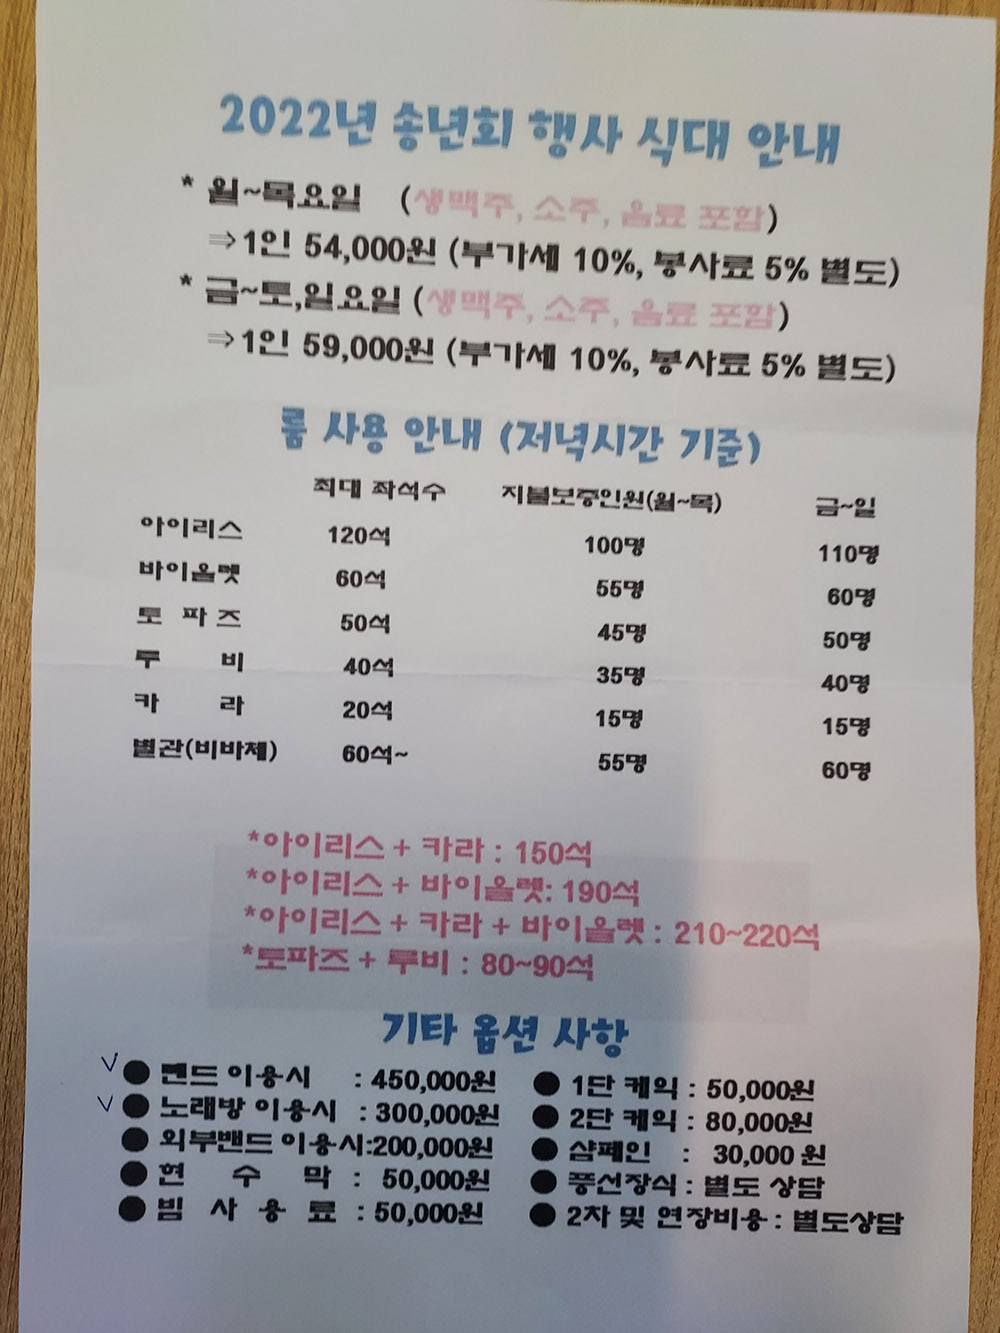 2022년 송년회 행사 식대 안내
* 월~목요일 (생맥주, 소주, 음료 포함)
⇒1인 54,000원 (부가세 10%, 봉사료 5% 별도)
* 금~토,일요일 (생맥주, 소주, 음료 포함)
⇒1인 59,000원 (부가세 10%, 봉사료 5% 별도)
룸 사용 안내 (저녁시간 기준)
최대 좌석수 지불보증인원(월~목) 금~일
아이리스 120석 100명 110명
바이올렛 60석 55명 60명
토 파 즈 50석 45명 50명
루 비 40석 35명 40명
카 라 20석 15명 15명
별관(비바체) 60석~ 55명 60명
*아이리스 + 카라 : 150석
*아이리스 + 바이올렛: 190석
*아이리스 + 카라 + 바이올렛 : 210~220석
*토파즈 + 루비 : 80~90석
기타 옵션 사항
✓ ● 밴드 이용시 : 450,000원 ● 1단 케익 : 50,000원
✓ ● 노래방 이용시 : 300,000원 ● 2단 케익 : 80,000원
● 외부밴드 이용시:200,000원 ● 샴페인 : 30,000 원
● 현 수 막 : 50,000원 ● 풍선장식 : 별도 상담
● 빔 사 용 료 : 50,000원 ● 2차 및 연장비용 : 별도상담